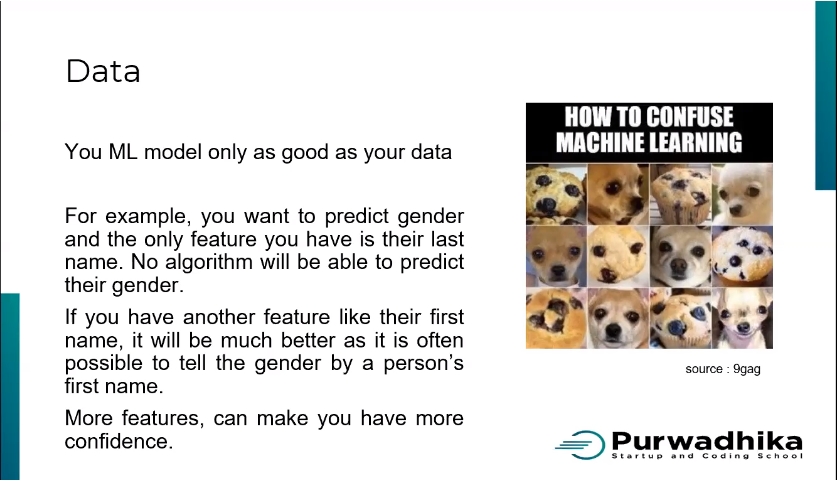 Data
You ML model only as good as your data
For example, you want to predict gender
and the only feature you have is their last
name. No algorithm will be able to predict
their gender.
If you have another feature like their first
name, it will be much better as it is often
possible to tell the gender by a person’s
first name.
More features, can make you have more
confidence.
HOW TO CONFUSE
MACHINE LEARNING
source : 9gag
Purwadhika
Startup and Coding School